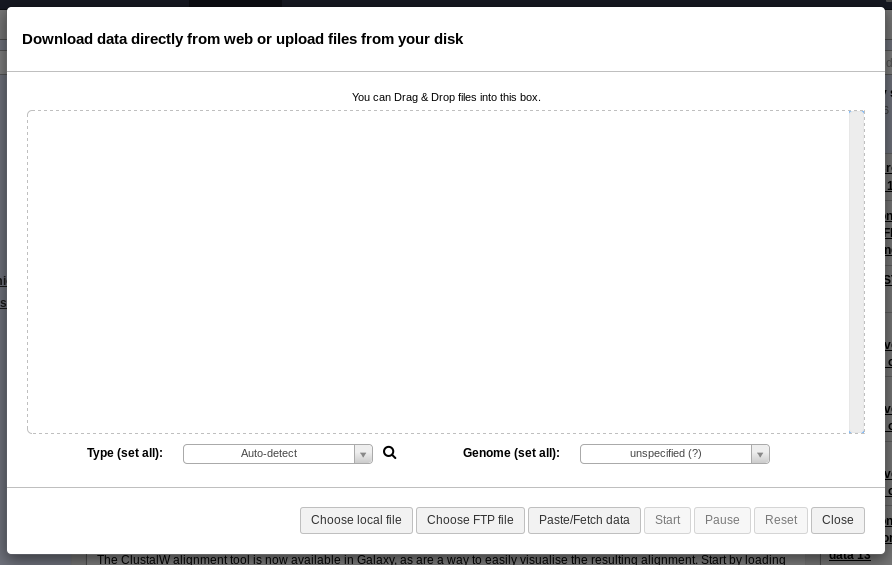 Download data directly from web or upload files from your disk
You can Drag & Drop files into this box.
Type (set all): Auto-detect Genome (set all): unspecified (?)
Choose local file Choose FTP file Paste/Fetch data Start Pause Reset Close
The ClustalW alignment tool is now available in Galaxy, as are a way to easily visualise the resulting alignment. Start by loading
data 13